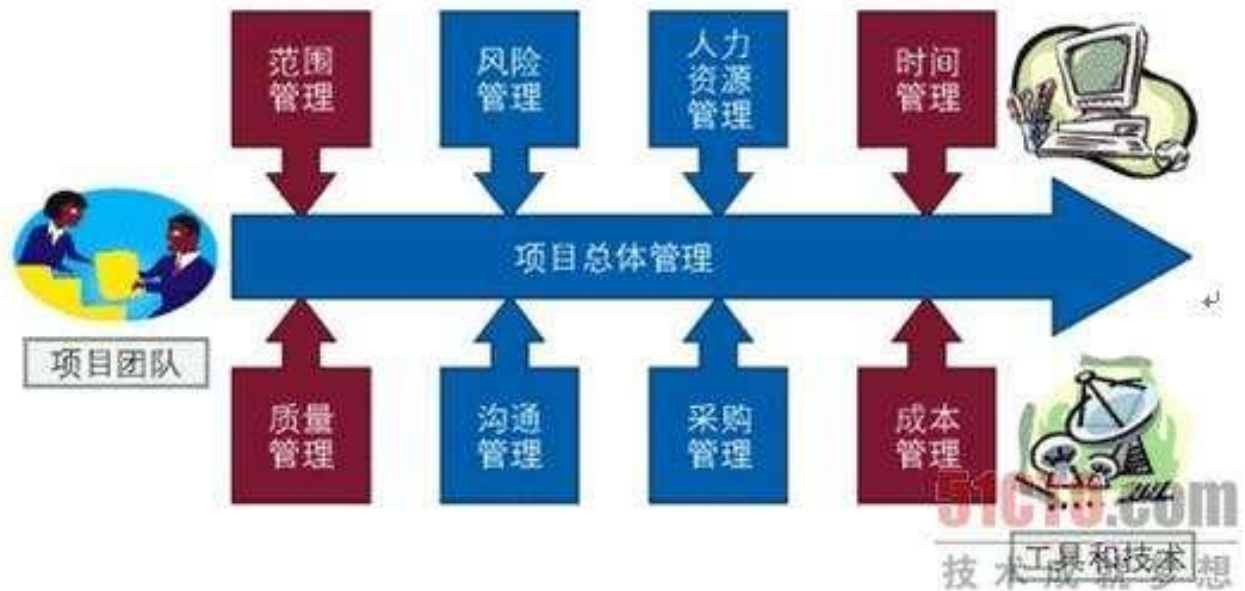 范围
管理
风险
管理
人力
资源
管理
时间
管理
项目总体管理
项目团队
质量
管理
沟通
管理
采购
管理
成本
管理
51CTO.com
工具和技术
技术成就梦想